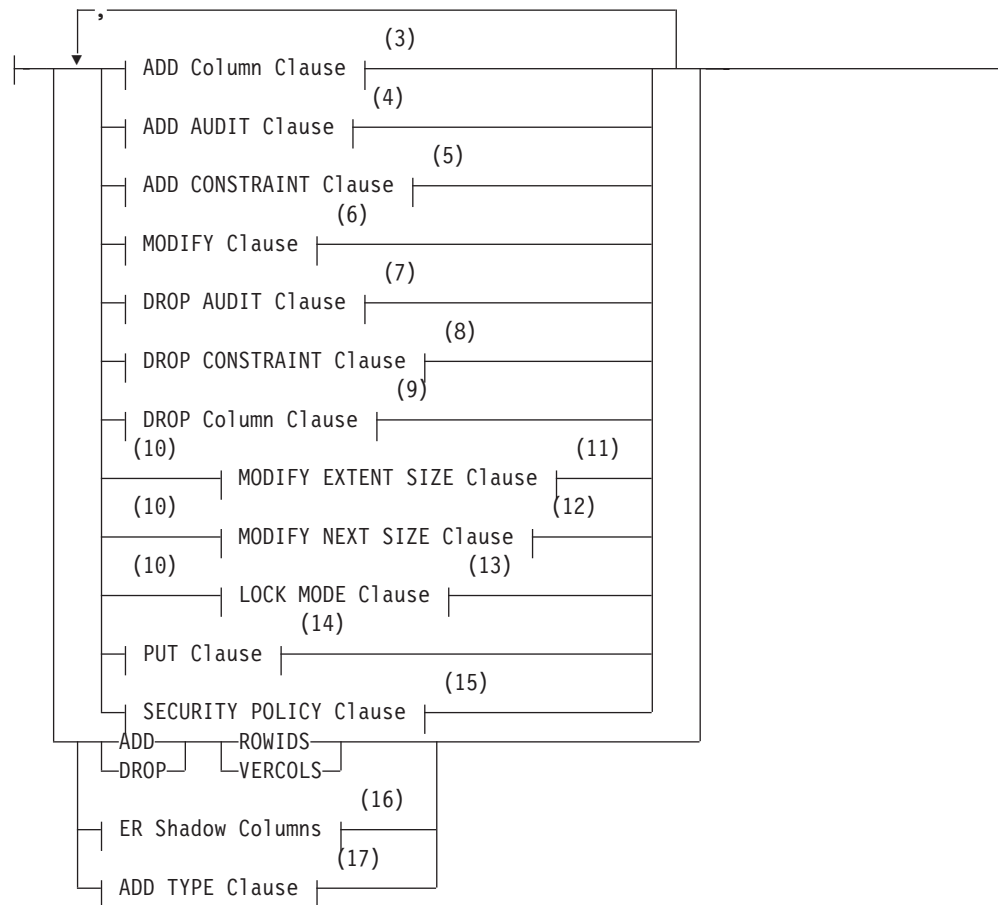 ,
(3)
ADD Column Clause
(4)
ADD AUDIT Clause
(5)
ADD CONSTRAINT Clause
(6)
MODIFY Clause
(7)
DROP AUDIT Clause
(8)
DROP CONSTRAINT Clause
(9)
DROP Column Clause
(10) (11)
MODIFY EXTENT SIZE Clause
(10) (12)
MODIFY NEXT SIZE Clause
(10) (13)
LOCK MODE Clause
(14)
PUT Clause
(15)
SECURITY POLICY Clause
ADD ROWIDS
DROP VERCOLS
(16)
ER Shadow Columns
(17)
ADD TYPE Clause